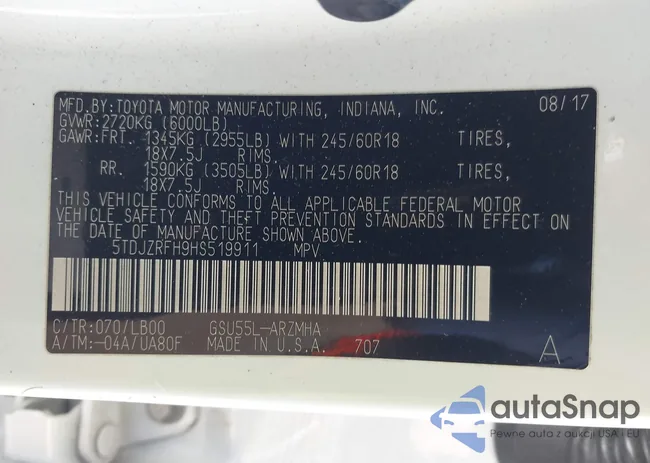 MFD.BY:TOYOTA MOTOR MANUFACTURING, INDIANA, INC. 08/17
GVWR:2720KG (6000LB)
GAWR:FRT. 1345KG (2955LB) WITH 245/60R18 TIRES,
18X7.5J RIMS.
RR. 1590KG (3505LB) WITH 245/60R18 TIRES,
18X7.5J RIMS.
THIS VEHICLE CONFORMS TO ALL APPLICABLE FEDERAL MOTOR
VEHICLE SAFETY AND THEFT PREVENTION STANDARDS IN EFFECT ON
THE DATE OF MANUFACTURE SHOWN ABOVE.
5TDJZRFH9HS519911 MPV
C/TR:070/LB00 GSU55L-ARZMHA
A/TM:-04A/UA80F MADE IN U.S.A. 707 A
autaSnap
Pewne auta z aukcji USA i EU